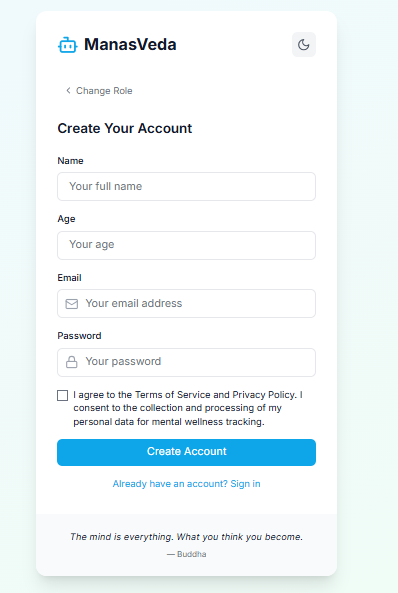 ManasVeda
Change Role
Create Your Account
Name
Your full name
Age
Your age
Email
Your email address
Password
Your password
I agree to the Terms of Service and Privacy Policy. I
consent to the collection and processing of my
personal data for mental wellness tracking.
Create Account
Already have an account? Sign in
The mind is everything. What you think you become.
— Buddha